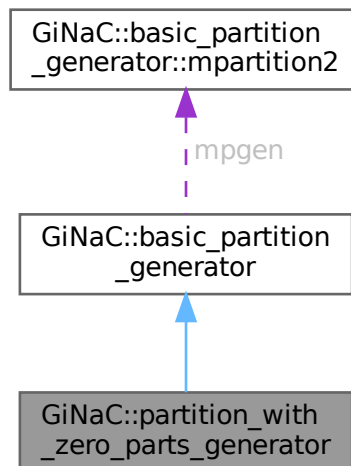 GiNaC::basic_partition
_generator::mpartition2
mpgen
GiNaC::basic_partition
_generator
GiNaC::partition_with
_zero_parts_generator